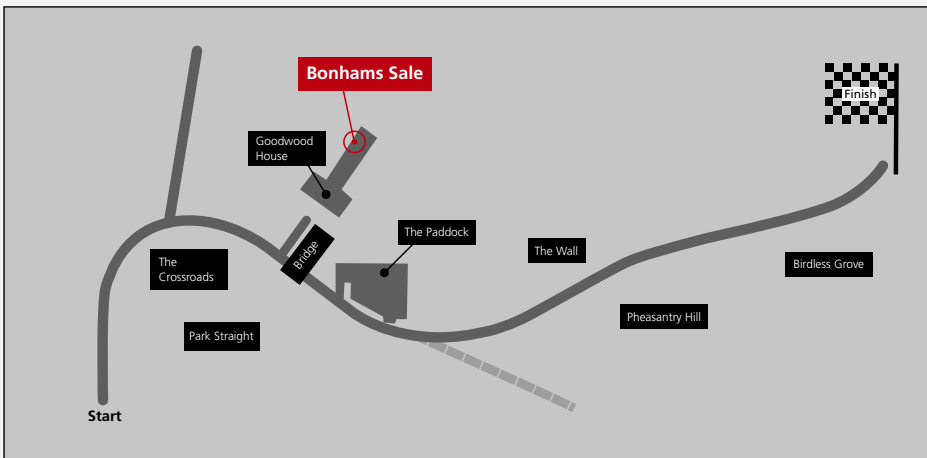 Bonhams Sale
Finish
Goodwood
House
The Paddock
Bridge
The Wall
The
Crossroads
Birdless Grove
Pheasantry Hill
Park Straight
Start